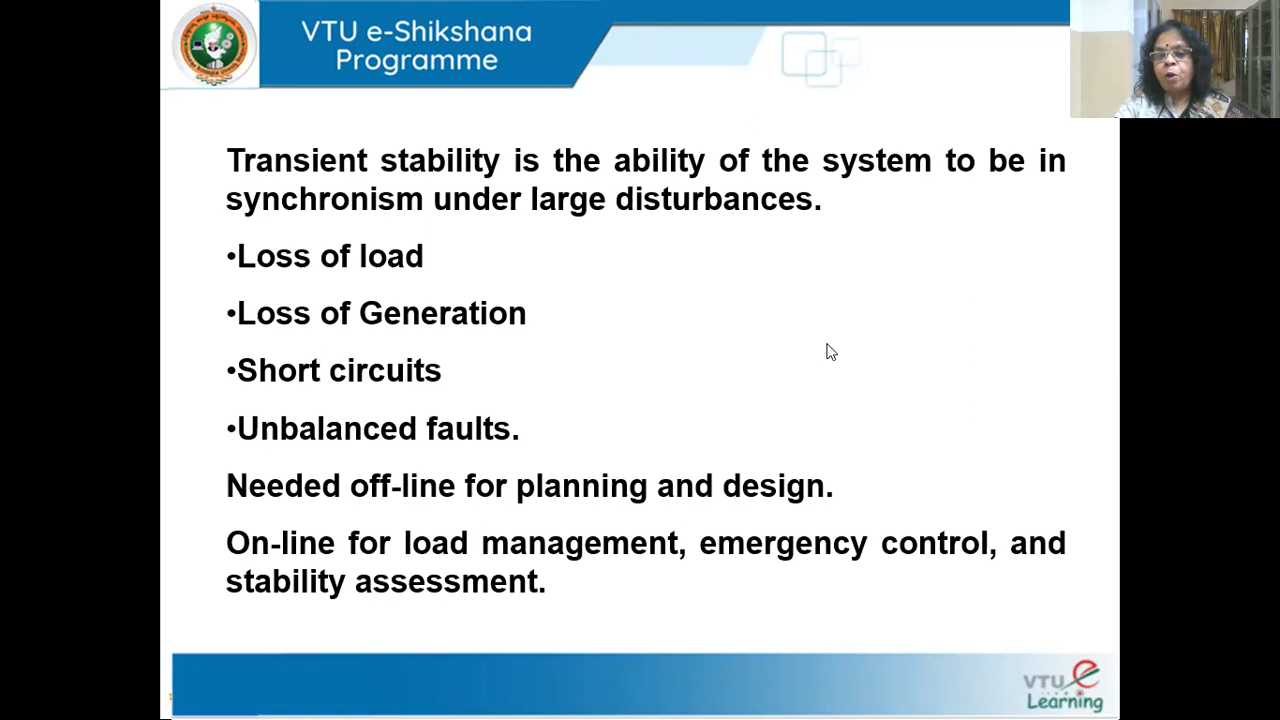 VTU e-Shikshana
Programme
Transient stability is the ability of the system to be in
synchronism under large disturbances.
•Loss of load
•Loss of Generation
•Short circuits
•Unbalanced faults.
Needed off-line for planning and design.
On-line for load management, emergency control, and
stability assessment.
VTU e
Learning